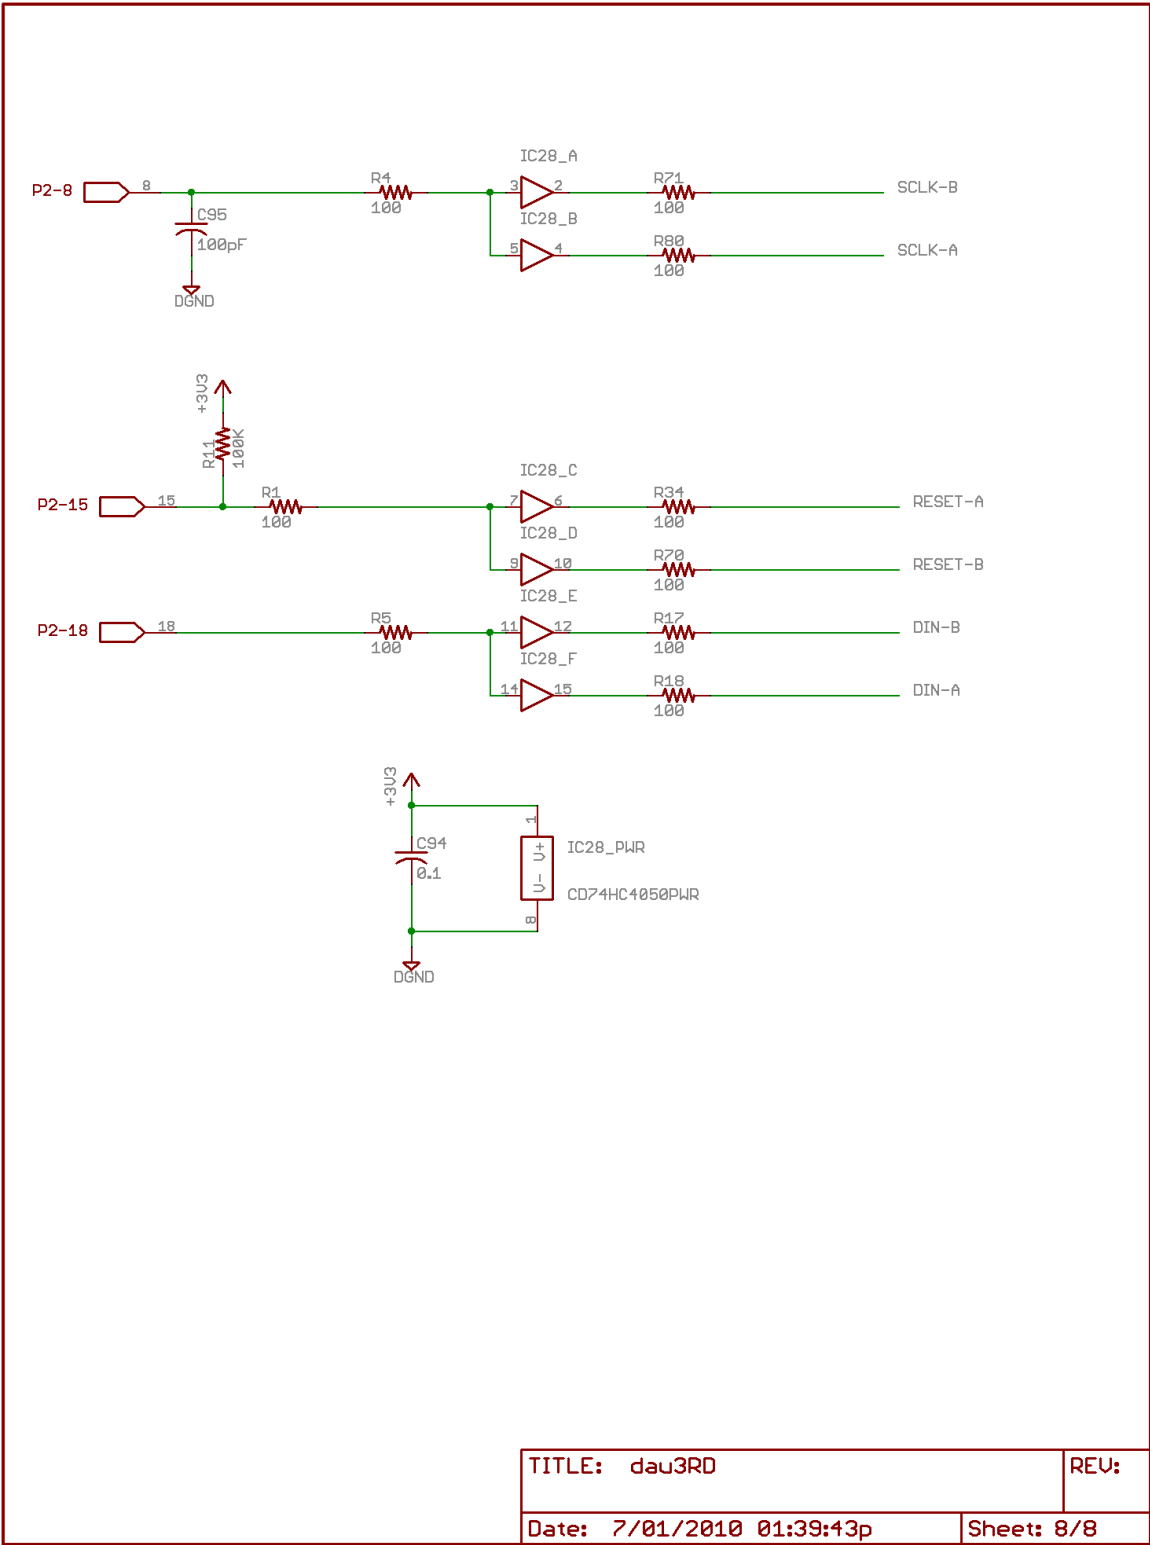 IC28_A
P2-8 8 R4 3 2 R71 SCLK-B
100 100
C95 IC28_B
100pF 5 4 R80 SCLK-A
100
DGND
+3V3
R11 100K
IC28_C
P2-15 15 R1 7 6 R34 RESET-A
100 100
IC28_D
9 10 R70 RESET-B
100
IC28_E
P2-18 18 R5 11 12 R17 DIN-B
100 100
IC28_F
14 15 R18 DIN-A
100
+3V3
1
C94 V+ IC28_PWR
0.1 V- CD74HC4050PWR
8
DGND
TITLE: dau3RD REV:
Date: 7/01/2010 01:39:43p Sheet: 8/8